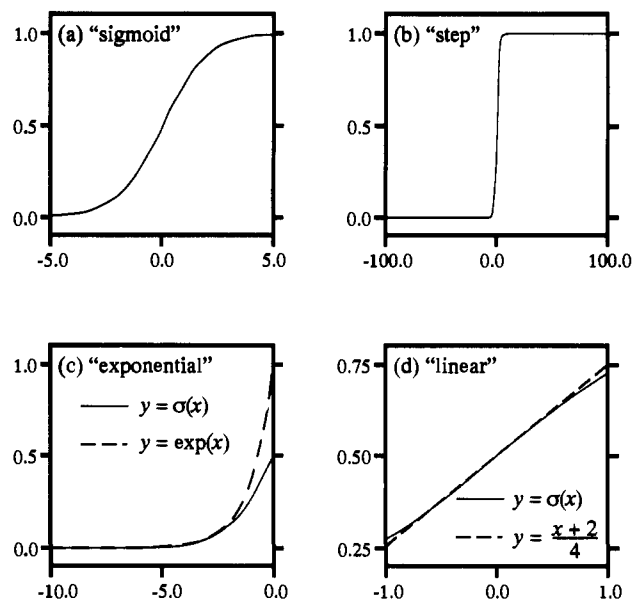 (a) “sigmoid”
1.0
0.5
0.0
-5.0 0.0 5.0
(b) “step”
1.0
0.5
0.0
-100.0 0.0 100.0
(c) “exponential”
1.0
0.5
0.0
y = σ(x)
y = exp(x)
-10.0 -5.0 0.0
(d) “linear”
0.75
0.50
0.25
y = σ(x)
y = x + 2
4
-1.0 0.0 1.0